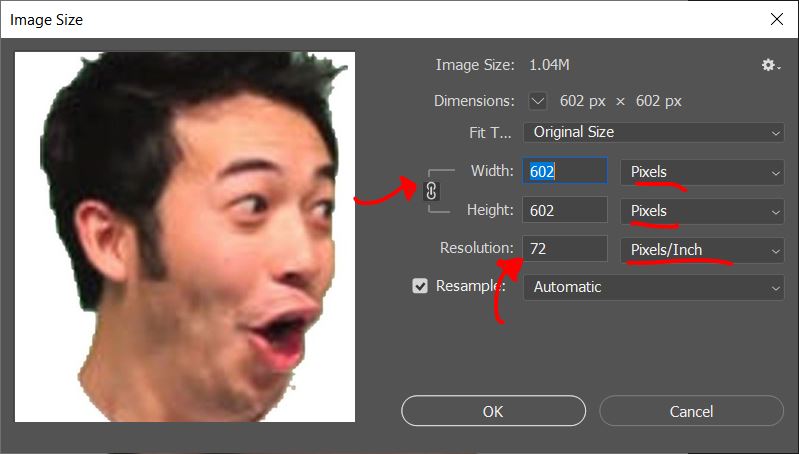 Image Size
Image Size: 1.04M
Dimensions: 602 px × 602 px
Fit T... Original Size
Width: 602 Pixels
Height: 602 Pixels
Resolution: 72 Pixels/Inch
Resample: Automatic
OK Cancel